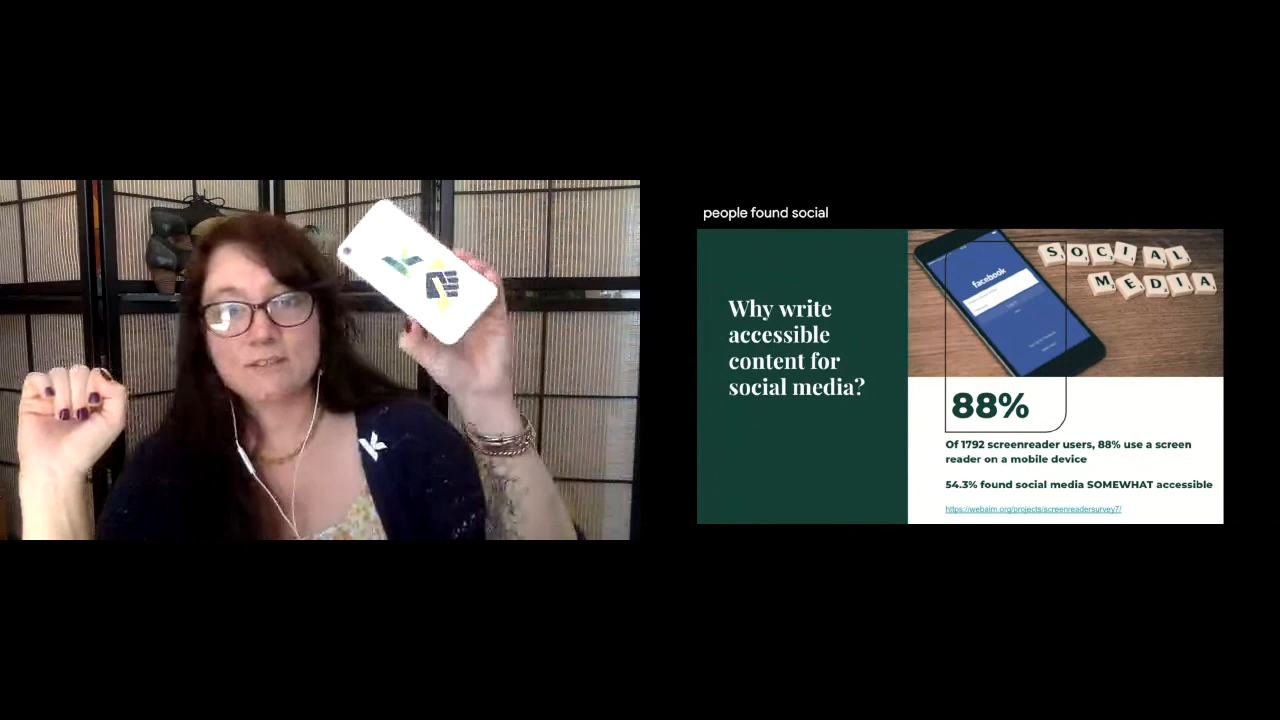 people found social
Why write
accessible
content for
social media?
facebook
SOCIAL
MEDIA
88%
Of 1792 screenreader users, 88% use a screen
reader on a mobile device
54.3% found social media SOMEWHAT accessible
https://webaim.org/projects/screenreadersurvey7/